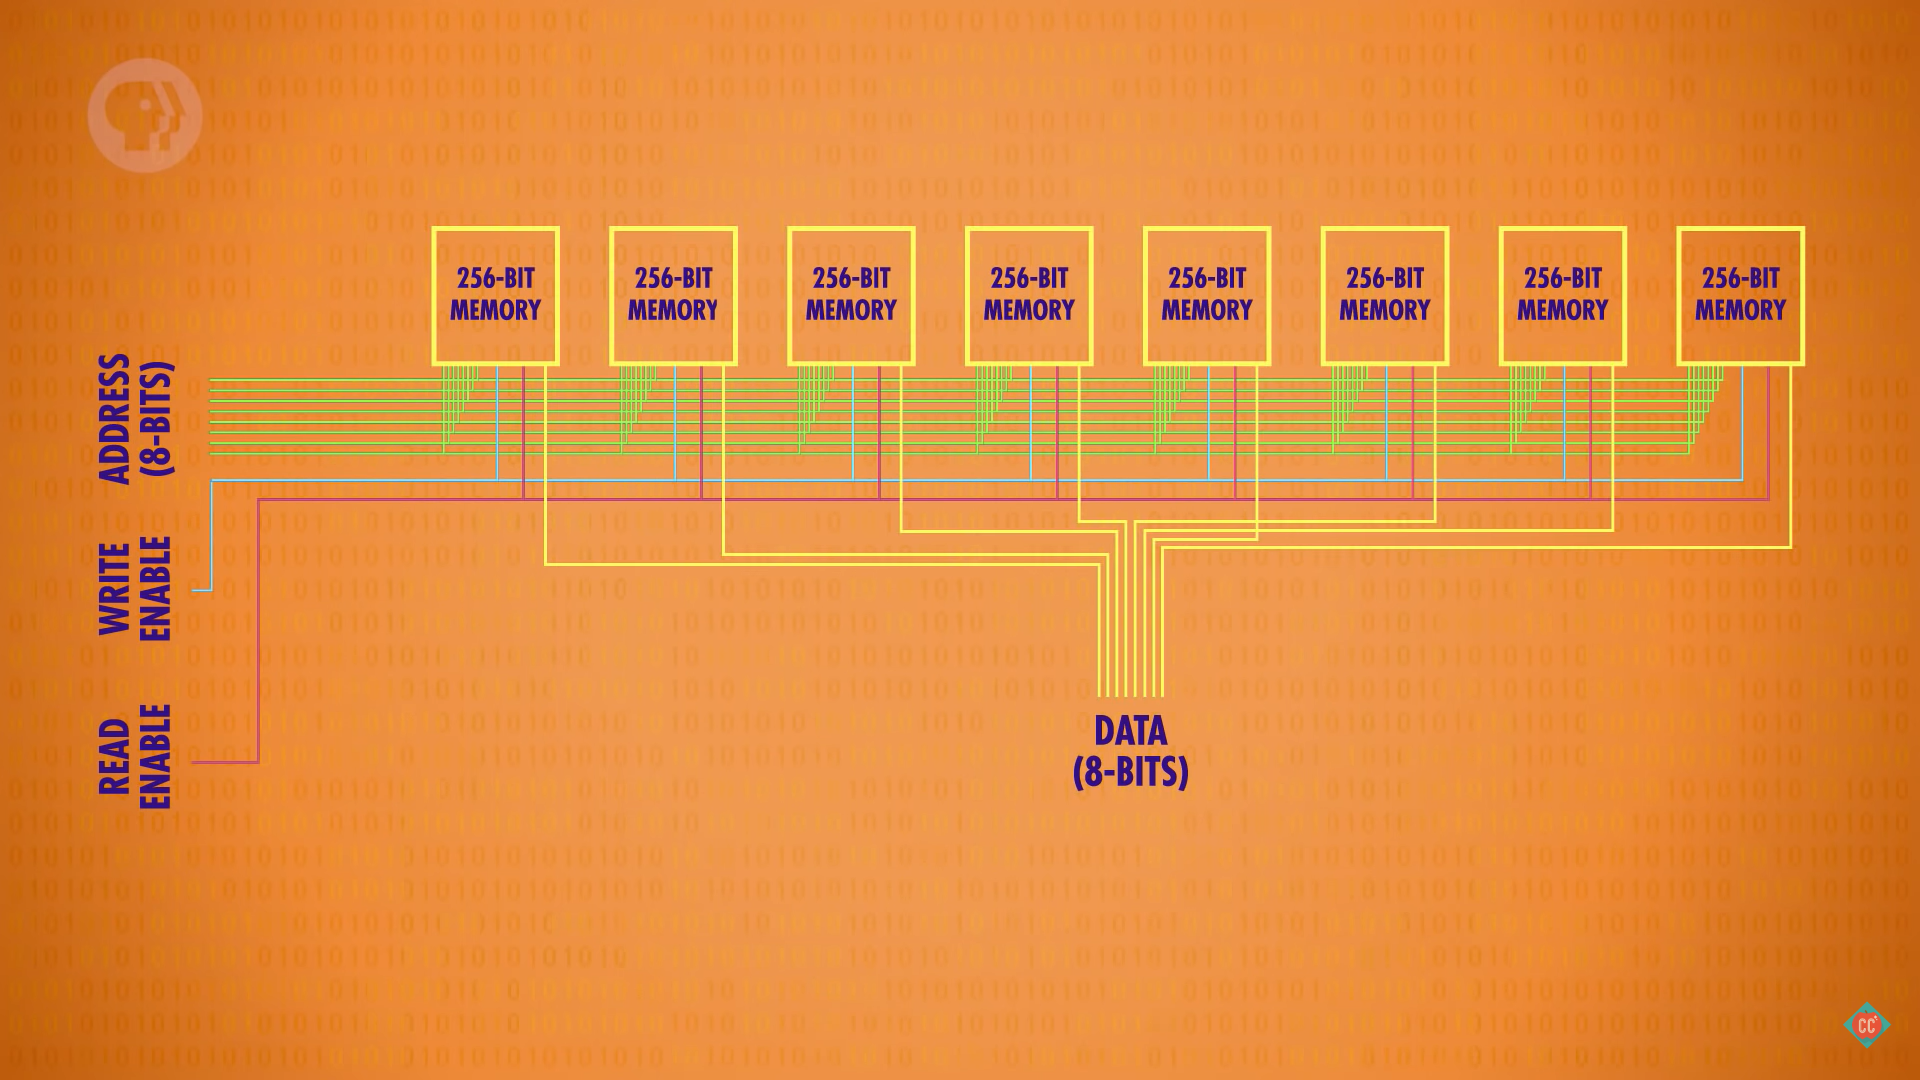 256-BIT
MEMORY
256-BIT
MEMORY
256-BIT
MEMORY
256-BIT
MEMORY
256-BIT
MEMORY
256-BIT
MEMORY
256-BIT
MEMORY
256-BIT
MEMORY
ADDRESS
(8-BITS)
WRITE
ENABLE
READ
ENABLE
DATA
(8-BITS)
CC